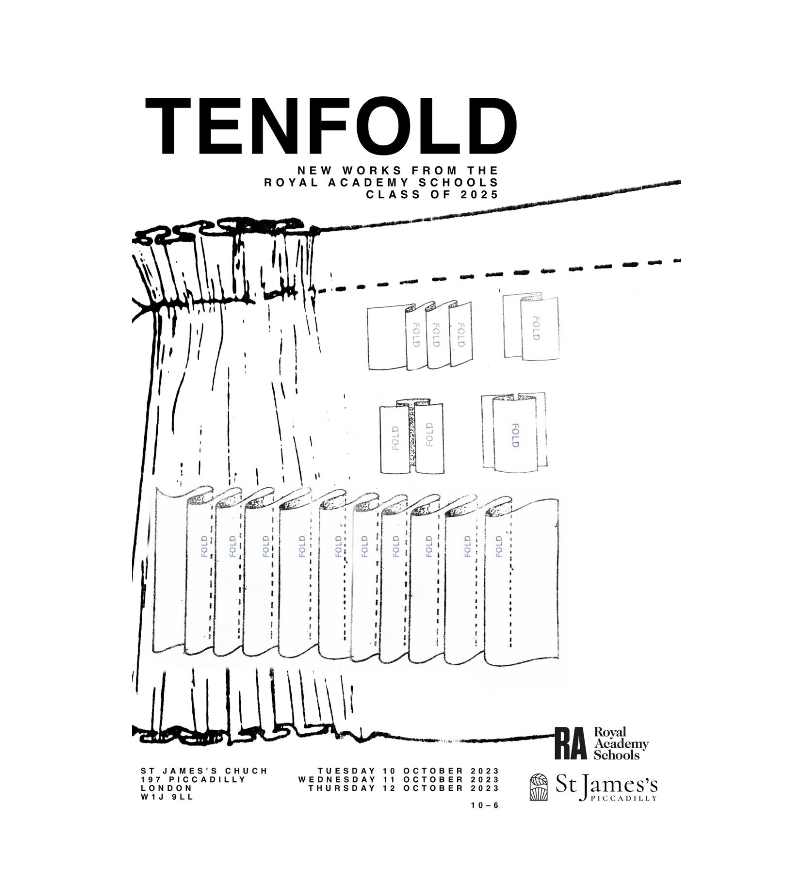 TENFOLD
NEW WORKS FROM THE
ROYAL ACADEMY SCHOOLS
CLASS OF 2025
FOLD FOLD FOLD
FOLD
FOLD FOLD
FOLD
FOLD FOLD FOLD FOLD FOLD FOLD FOLD FOLD FOLD FOLD
RA Royal
Academy
Schools
ST JAMES'S CHUCH
197 PICCADILLY
LONDON
W1J 9LL
TUESDAY 10 OCTOBER 2023
WEDNESDAY 11 OCTOBER 2023
THURSDAY 12 OCTOBER 2023
10–6
St James's
PICCADILLY